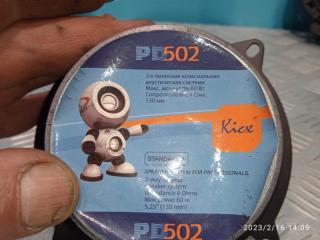 PD502
2-х полосная коаксиальная
акустическая система
Макс. мощность 60 Вт
Сопротивление 4 Ома
130 мм
Kicx
STANDARD
SPEAKER SYSTEM FOR PROFESSIONALS
2-way
speaker system
Impedance 4 Ohms
Max power 60 w
5,25" (130 mm)
PD502
2023/2/16 14:09